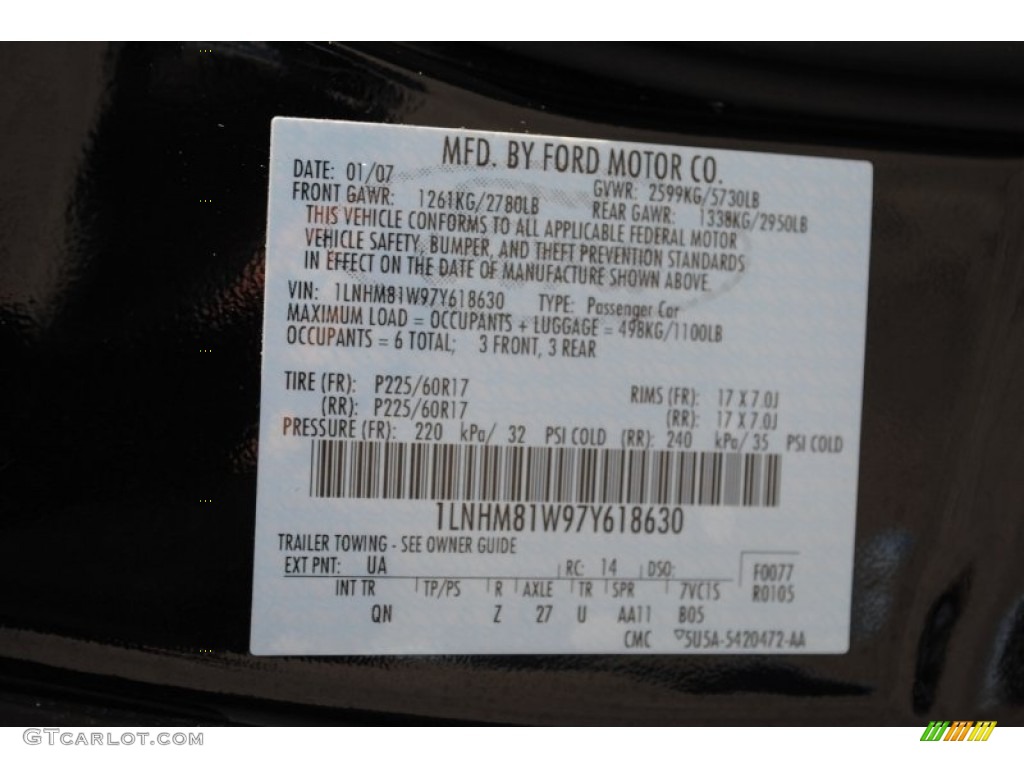 MFD. BY FORD MOTOR CO.
DATE: 01/07
GVWR: 2599KG/5730LB
FRONT GAWR: 1261KG/2780LB
REAR GAWR: 1338KG/2950LB
THIS VEHICLE CONFORMS TO ALL APPLICABLE FEDERAL MOTOR
VEHICLE SAFETY, BUMPER, AND THEFT PREVENTION STANDARDS
IN EFFECT ON THE DATE OF MANUFACTURE SHOWN ABOVE.
VIN: 1LNHM81W97Y618630 TYPE: Passenger Car
MAXIMUM LOAD = OCCUPANTS + LUGGAGE = 498KG/1100LB
OCCUPANTS = 6 TOTAL; 3 FRONT, 3 REAR
TIRE (FR): P225/60R17 RIMS (FR): 17 X 7.0J
(RR): P225/60R17 (RR): 17 X 7.0J
PRESSURE (FR): 220 kPa/ 32 PSI COLD (RR): 240 kPa/ 35 PSI COLD
1LNHM81W97Y618630
TRAILER TOWING - SEE OWNER GUIDE
EXT PNT: UA RC: 14 DSO: F0077
INT TR TP/PS R AXLE TR SPR 7VC15 R0105
QN Z 27 U AA11 B05
CMC 5U5A-5420472-AA
GTCarlot.com